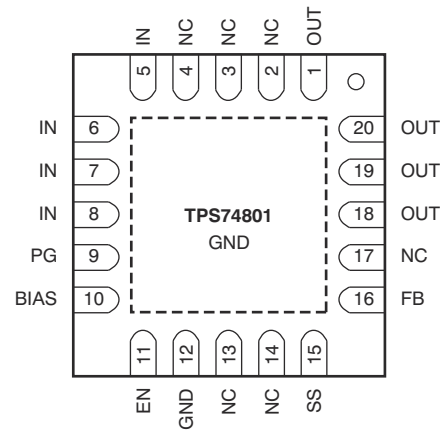 IN NC NC NC OUT
5 4 3 2 1
IN 6 20 OUT
IN 7 19 OUT
IN 8 TPS74801 18 OUT
GND
PG 9 17 NC
BIAS 10 16 FB
11 12 13 14 15
EN GND NC NC SS